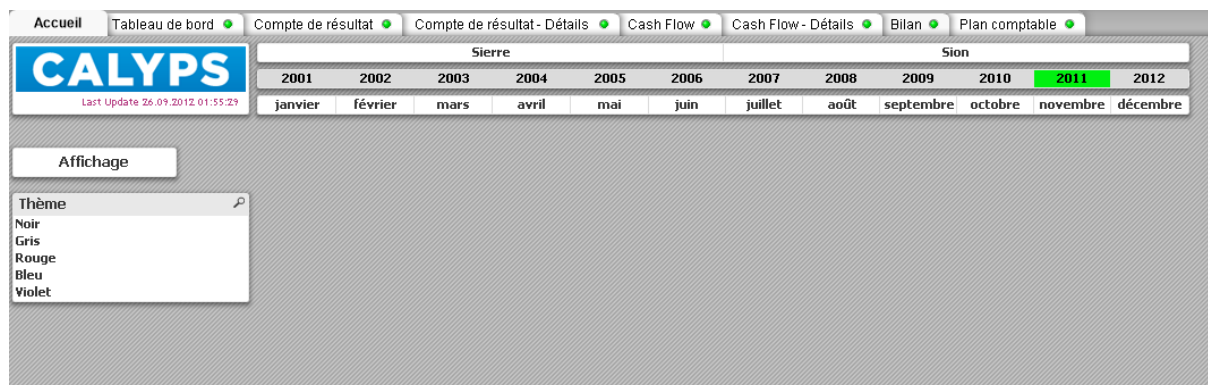 Accueil Tableau de bord Compte de résultat Compte de résultat - Détails Cash Flow Cash Flow - Détails Bilan Plan comptable
CALYPS
Last Update 26.09.2012 01:55:29
Sierre Sion
2001 2002 2003 2004 2005 2006 2007 2008 2009 2010 2011 2012
janvier février mars avril mai juin juillet août septembre octobre novembre décembre
Affichage
Thème
Noir
Gris
Rouge
Bleu
Violet